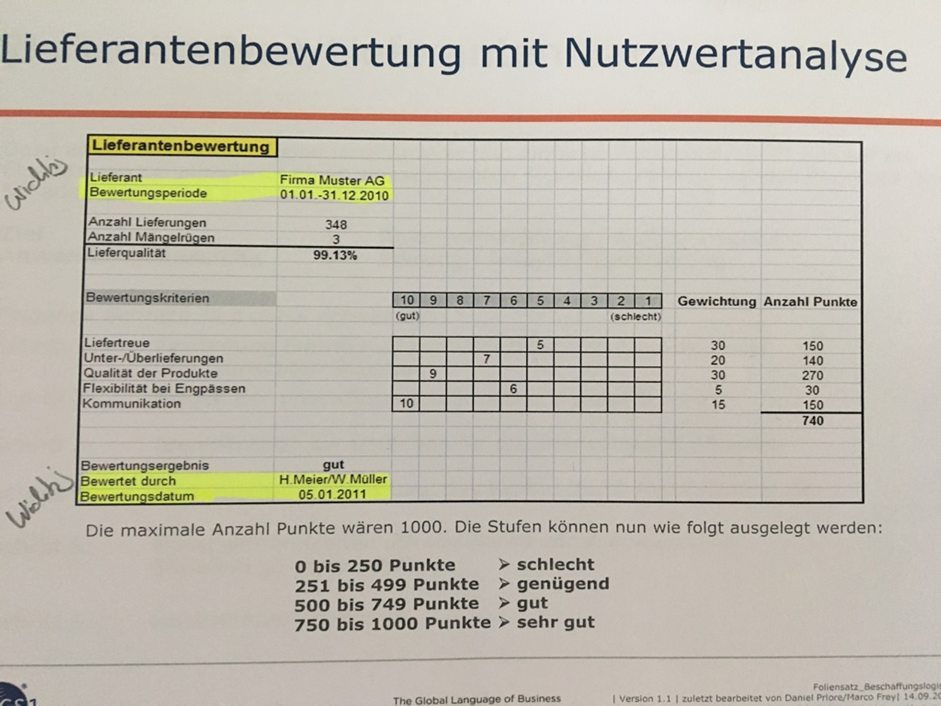 Lieferantenbewertung mit Nutzwertanalyse
Lieferantenbewertung
Wichtig
Lieferant Firma Muster AG
Bewertungsperiode 01.01.-31.12.2010
Anzahl Lieferungen 348
Anzahl Mängelrügen 3
Lieferqualität 99.13%
Bewertungskriterien 10 9 8 7 6 5 4 3 2 1 Gewichtung Anzahl Punkte
(gut) (schlecht)
Liefertreue 5 30 150
Unter-/Überlieferungen 7 20 140
Qualität der Produkte 9 30 270
Flexibilität bei Engpässen 6 5 30
Kommunikation 10 15 150
740
Bewertungsergebnis gut
Wichtig
Bewertet durch H.Meier/W.Müller
Bewertungsdatum 05.01.2011
Die maximale Anzahl Punkte wären 1000. Die Stufen können nun wie folgt ausgelegt werden:
0 bis 250 Punkte ➢ schlecht
251 bis 499 Punkte ➢ genügend
500 bis 749 Punkte ➢ gut
750 bis 1000 Punkte ➢ sehr gut
GS1
The Global Language of Business
Foliensatz_Beschaffungslogi
| Version 1.1 | zuletzt bearbeitet von Daniel Priore/Marco Frey| 14.09.20